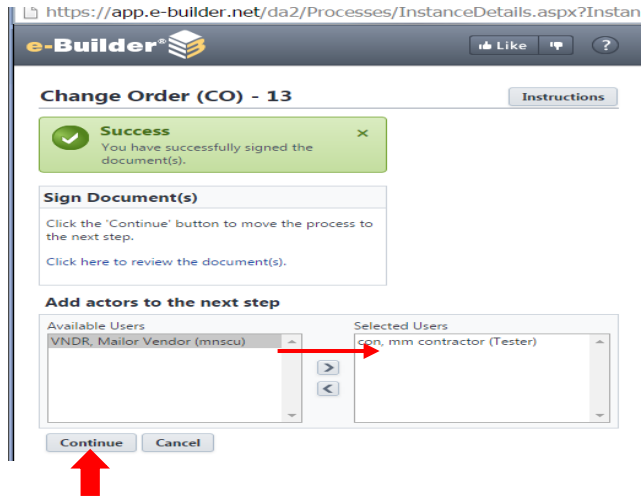 https://app.e-builder.net/da2/Processes/InstanceDetails.aspx?Instan
e-Builder®
Like
?
Change Order (CO) - 13
Instructions
Success
×
You have successfully signed the
document(s).
Sign Document(s)
Click the 'Continue' button to move the process to
the next step.
Click here to review the document(s).
Add actors to the next step
Available Users
Selected Users
VNDR, Mailor Vendor (mnscu)
con, mm contractor (Tester)
>
<
Continue
Cancel